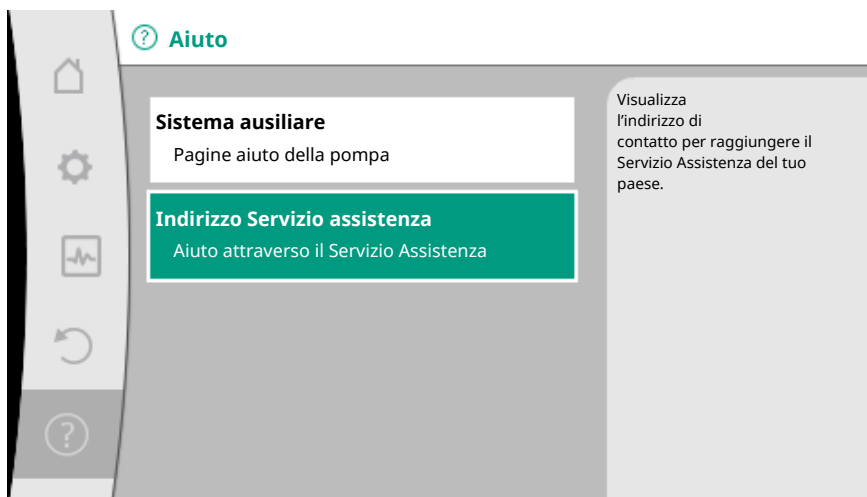 Aiuto
Sistema ausiliare
Pagine aiuto della pompa
Indirizzo Servizio assistenza
Aiuto attraverso il Servizio Assistenza
Visualizza
l'indirizzo di
contatto per raggiungere il
Servizio Assistenza del tuo
paese.